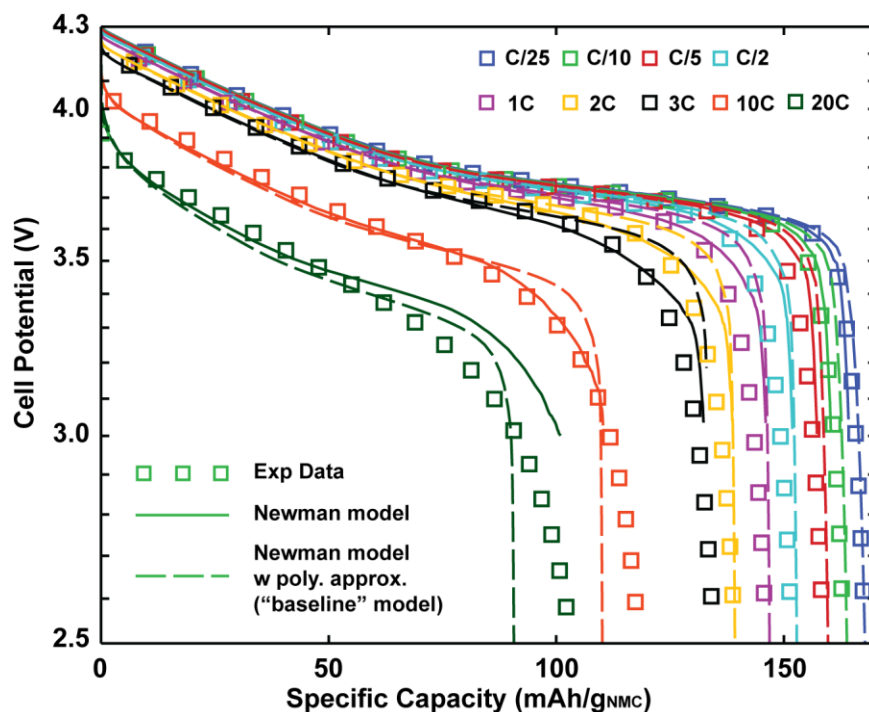 4.3
4.0
3.5
3.0
2.5
Cell Potential (V)
C/25 C/10 C/5 C/2
1C 2C 3C 10C 20C
Exp Data
Newman model
Newman model
w poly. approx.
("baseline" model)
0 50 100 150
Specific Capacity (mAh/gNMC)